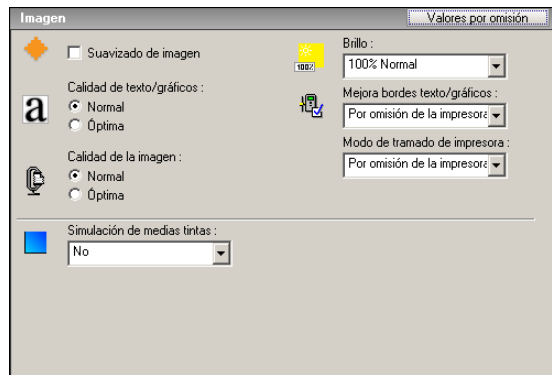 Imagen
Valores por omisión
Suavizado de imagen
Calidad de texto/gráficos :
a
Normal
Óptima
Calidad de la imagen :
Normal
Óptima
Brillo :
100%
100% Normal
Mejora bordes texto/gráficos :
Por omisión de la impresora
Modo de tramado de impresora :
Por omisión de la impresora
Simulación de medias tintas :
No